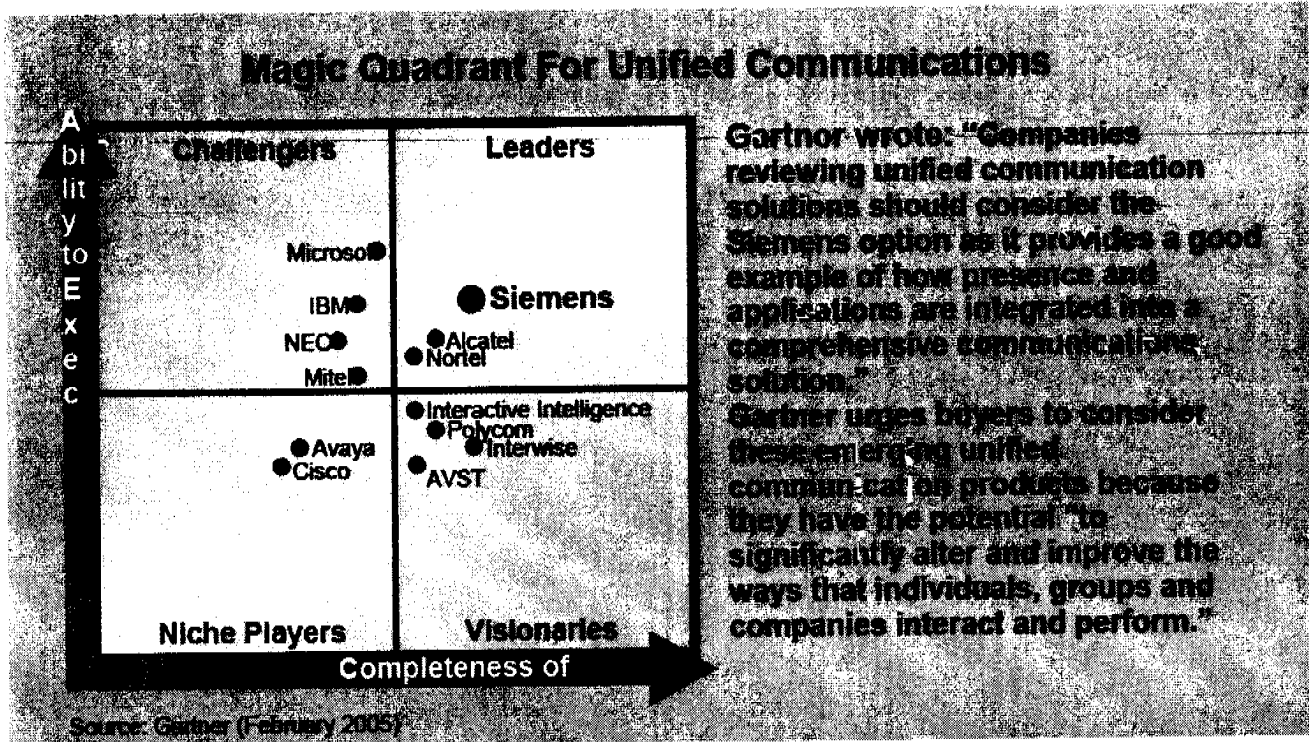 Magic Quadrant For Unified Communications
A
bi
lit
y
to
E
x
e
c
Challengers
Leaders
Microsof
IBM
NEC
Mitel
Siemens
Alcatel
Nortel
Interactive Intelligence
Polycom
Interwise
AVST
Avaya
Cisco
Niche Players
Visionaries
Completeness of
Gartnor wrote: "Companies
reviewing unified communication
solutions should consider the
Siemens option as it provides a good
example of how presence and
applications are integrated into a
comprehensive communications
solution."
Gartner urges buyers to consider
these emerging unified
communication products because
they have the potential "to
significantly alter and improve the
ways that individuals, groups and
companies interact and perform."
Source: Gartner (February 2005)